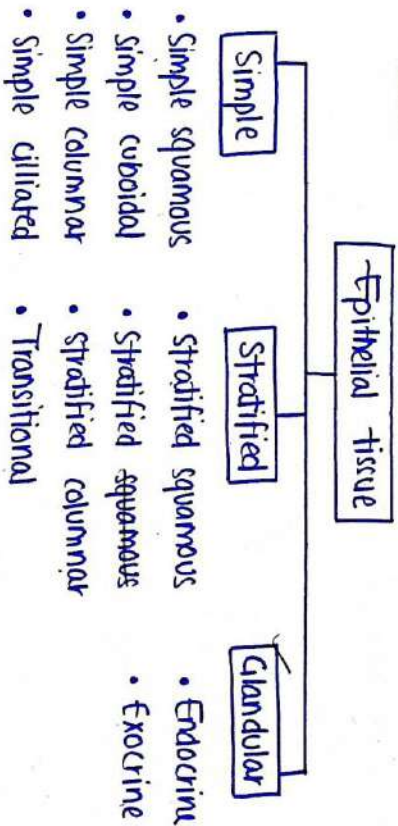 Epithelial tissue
Simple
• Simple squamous
• Simple cuboidal
• Simple columnar
• Simple cilliated
Stratified
• Stratified squamous
• Stratified squamous
• Stratified columnar
• Transitional
Glandular
• Endocrine
• Exocrine